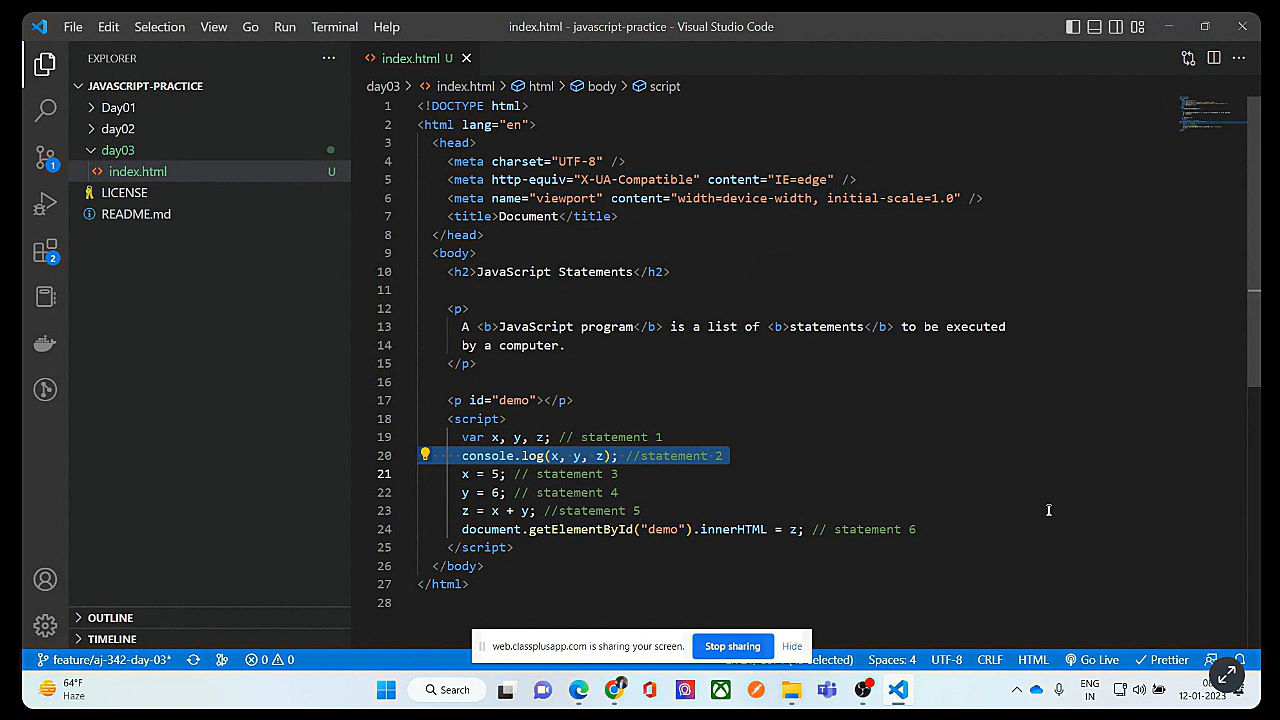 File Edit Selection View Go Run Terminal Help
index.html - javascript-practice - Visual Studio Code
EXPLORER
index.html U
JAVASCRIPT-PRACTICE
day03 > index.html > html > body > script
Day01
day02
day03
index.html U
LICENSE
README.md
1 <!DOCTYPE html>
2 <html lang="en">
3 <head>
4 <meta charset="UTF-8" />
5 <meta http-equiv="X-UA-Compatible" content="IE=edge" />
6 <meta name="viewport" content="width=device-width, initial-scale=1.0" />
7 <title>Document</title>
8 </head>
9 <body>
10 <h2>JavaScript Statements</h2>
11
12 <p>
13 A <b>JavaScript program</b> is a list of <b>statements</b> to be executed
14 by a computer.
15 </p>
16
17 <p id="demo"></p>
18 <script>
19 var x, y, z; // statement 1
20 console.log(x, y, z); //statement 2
21 x = 5; // statement 3
22 y = 6; // statement 4
23 z = x + y; //statement 5
24 document.getElementById("demo").innerHTML = z; // statement 6
25 </script>
26 </body>
27 </html>
28
1
2
OUTLINE
TIMELINE
web.classplusapp.com is sharing your screen. Stop sharing Hide
feature/aj-342-day-03* 0 0 selected) Spaces: 4 UTF-8 CRLF HTML Go Live Prettier
64°F
Haze
Search
ENG
IN
12-01-2023